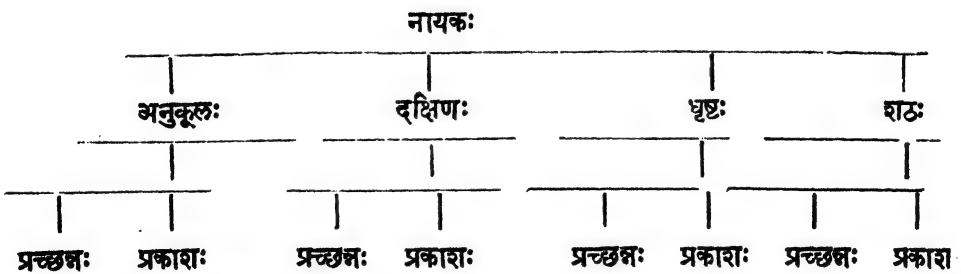 नायकः
अनुकूलः दक्षिणः धृष्टः शठः
प्रच्छन्नः प्रकाशः प्रच्छन्नः प्रकाशः प्रच्छन्नः प्रकाशः प्रच्छन्नः प्रकाश